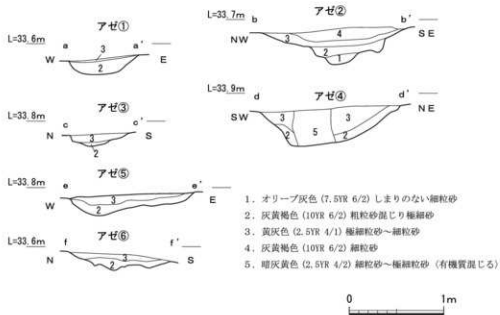 アゼ①
L=33.6m
a
a'
W
E
3
2
アゼ②
L=33.7m
b
b'
NW
SE
3
4
2
1
アゼ③
L=33.8m
c
c'
N
S
3
2
アゼ④
L=33.9m
d
d'
SW
NE
3
3
2
5
2
アゼ⑤
L=33.8m
e
e'
W
E
3
2
アゼ⑥
L=33.6m
f
f'
N
S
3
2
1. オリーブ灰色 (7.5YR 6/2) しまりのない細粒砂
2. 灰黄褐色 (10YR 6/2) 粗粒砂混じり極細砂
3. 黄灰色 (2.5YR 4/1) 極細粒砂～細粒砂
4. 灰黄褐色 (10YR 6/2) 細粒砂
5. 暗灰黄色 (2.5YR 4/2) 細粒砂～極細粒砂 (有機質混じる)
0
1m